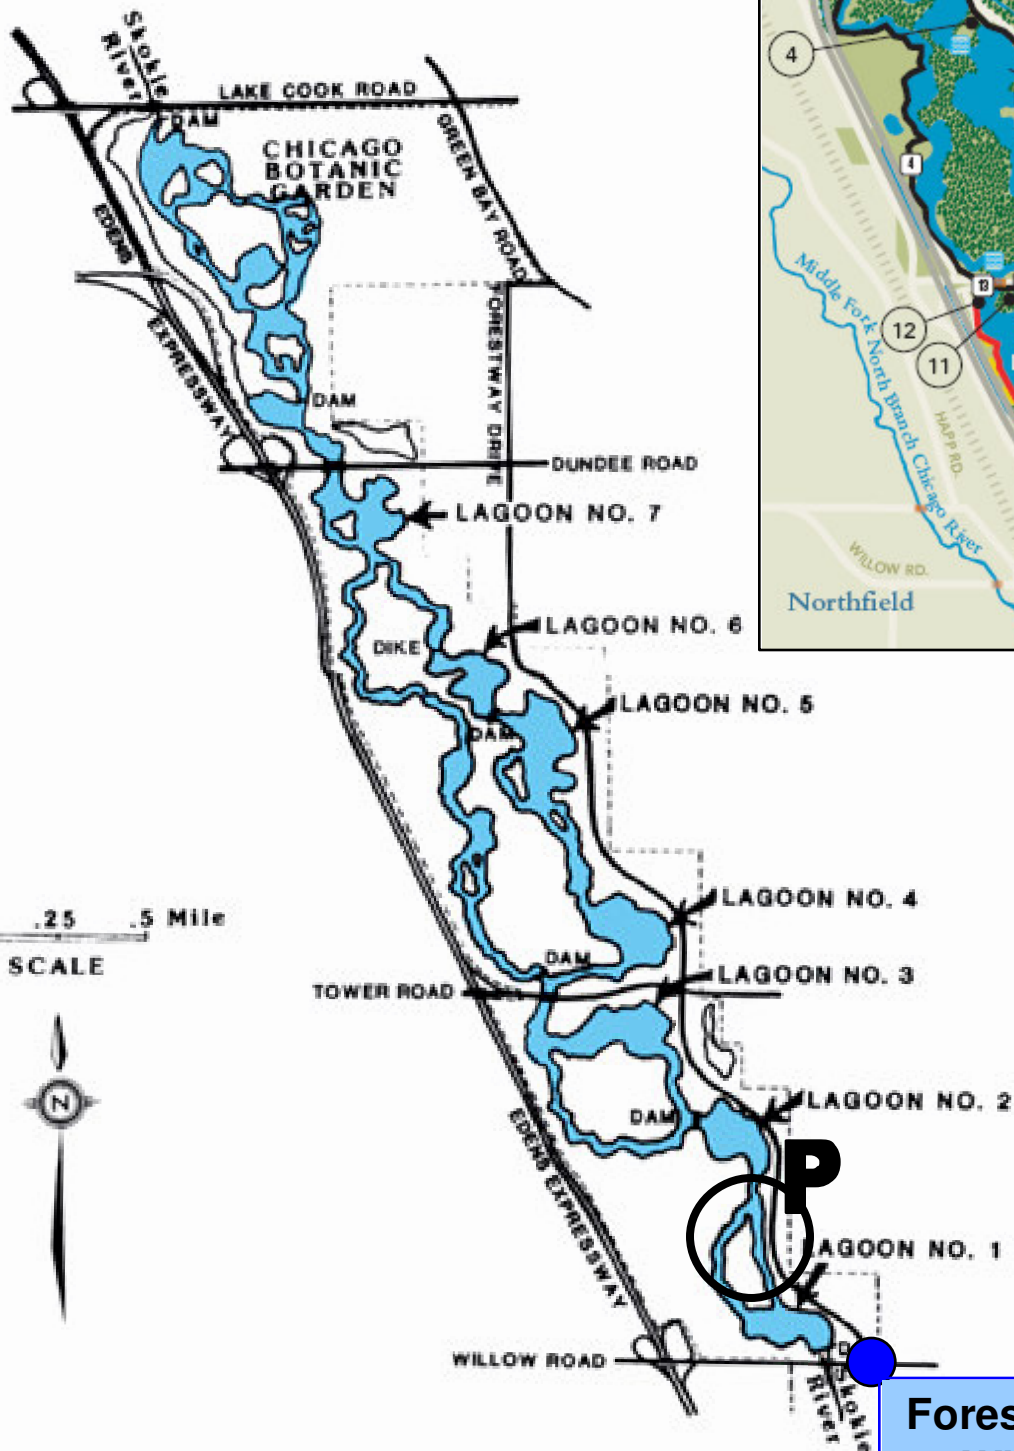 Skokie
River
LAKE COOK ROAD
DAM
CHICAGO
BOTANIC
GARDEN
GREEN BAY ROAD
EDENS
EXPRESSWAY
FORESTWAY DRIVE
DAM
DUNDEE ROAD
LAGOON NO. 7
LAGOON NO. 6
DIKE
LAGOON NO. 5
DAM
LAGOON NO. 4
.25 .5 Mile
SCALE
DAM
LAGOON NO. 3
TOWER ROAD
N
LAGOON NO. 2
DAM
EDENS EXPRESSWAY
P
LAGOON NO. 1
WILLOW ROAD
D
Skokie
River
Fores
4
4
13
12
11
Middle Fork North Branch Chicago River
HAPP RD.
WILLOW RD.
Northfield